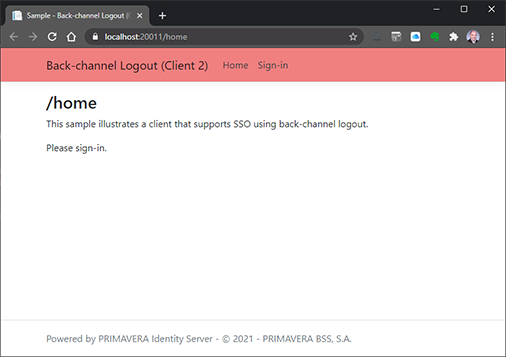 Sample - Back-channel Logout (C
localhost:20011/home
Back-channel Logout (Client 2)
Home
Sign-in
/home
This sample illustrates a client that supports SSO using back-channel logout.
Please sign-in.
Powered by PRIMAVERA Identity Server - © 2021 - PRIMAVERA BSS, S.A.